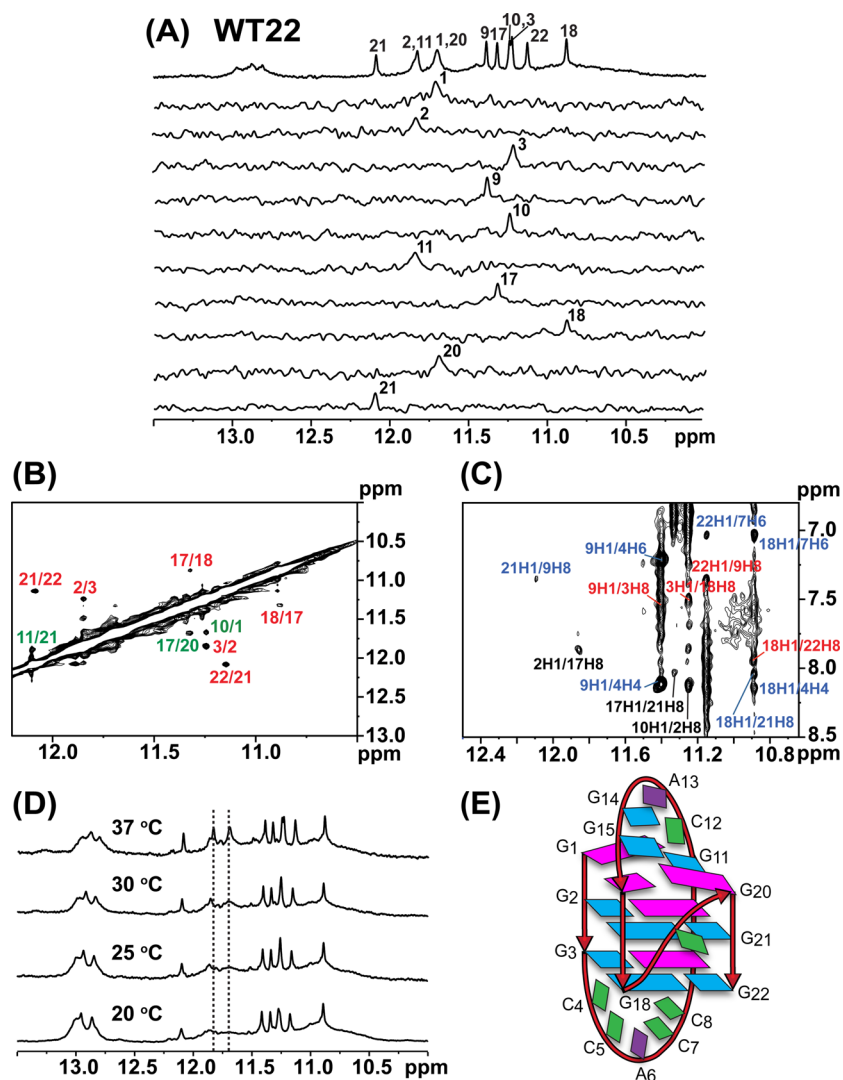 (A) WT22
21 2,11 1,20 9 17 10,3 22 18
1
2
3
9
10
11
17
18
20
21
13.0 12.5 12.0 11.5 11.0 10.5 ppm
(B)
ppm
17/18
21/22 2/3
11/21 17/20 10/1 18/17
3/2
22/21
10.5
11.0
11.5
12.0
12.5
13.0
12.0 11.5 11.0 ppm
(C)
ppm
22H1/7H6
9H1/4H6 18H1/7H6
21H1/9H8 22H1/9H8
9H1/3H8 3H1/18H8
2H1/17H8 18H1/22H8
9H1/4H4 18H1/4H4
17H1/21H8
10H1/2H8 18H1/21H8
7.0
7.5
8.0
8.5
12.4 12.0 11.6 11.2 10.8 ppm
(D)
37 °C
30 °C
25 °C
20 °C
13.0 12.5 12.0 11.5 11.0 10.5 ppm
(E)
A13
G14 C12
G15 G11
G1
G20
G2
G21
G3
G22
G18
C4 C8
C5 C7
A6